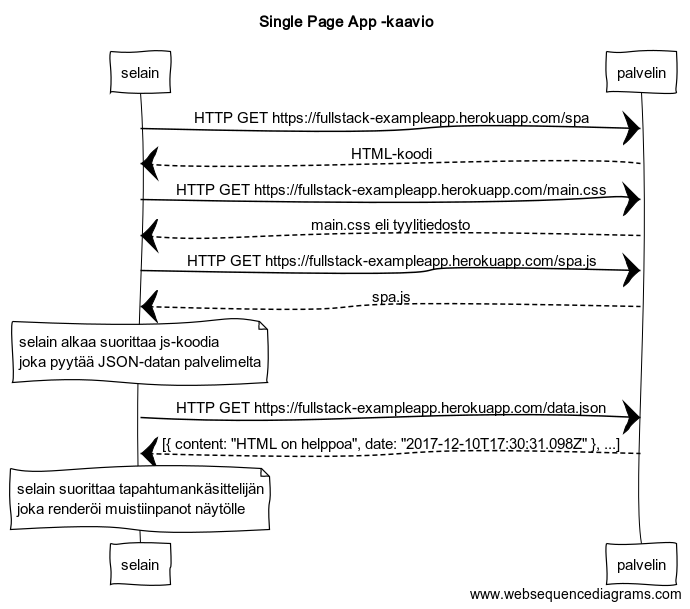 Single Page App -kaavio
selain
palvelin
HTTP GET https://fullstack-exampleapp.herokuapp.com/spa
HTML-koodi
HTTP GET https://fullstack-exampleapp.herokuapp.com/main.css
main.css eli tyylitiedosto
HTTP GET https://fullstack-exampleapp.herokuapp.com/spa.js
spa.js
selain alkaa suorittaa js-koodia
joka pyytää JSON-datan palvelimelta
HTTP GET https://fullstack-exampleapp.herokuapp.com/data.json
[{ content: "HTML on helppoa", date: "2017-12-10T17:30:31.098Z" }, ...]
selain suorittaa tapahtumankäsittelijän
joka renderöi muistiinpanot näytölle
selain
palvelin
www.websequencediagrams.com